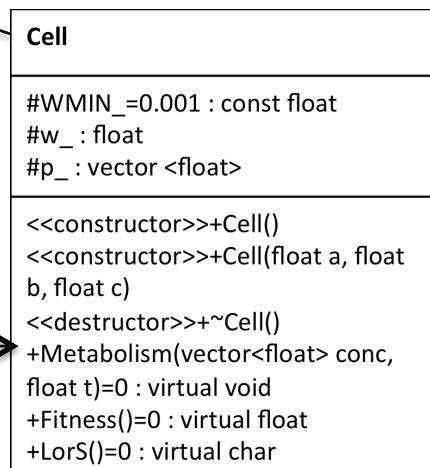 Cell
#WMIN_=0.001 : const float
#w_ : float
#p_ : vector <float>
<<constructor>>+Cell()
<<constructor>>+Cell(float a, float
b, float c)
<<destructor>>+~Cell()
+Metabolism(vector<float> conc,
float t)=0 : virtual void
+Fitness()=0 : virtual float
+LorS()=0 : virtual char